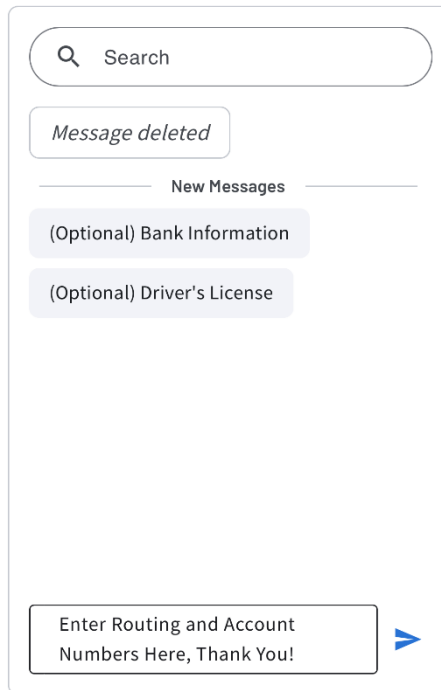 Search
Message deleted
New Messages
(Optional) Bank Information
(Optional) Driver's License
Enter Routing and Account
Numbers Here, Thank You!